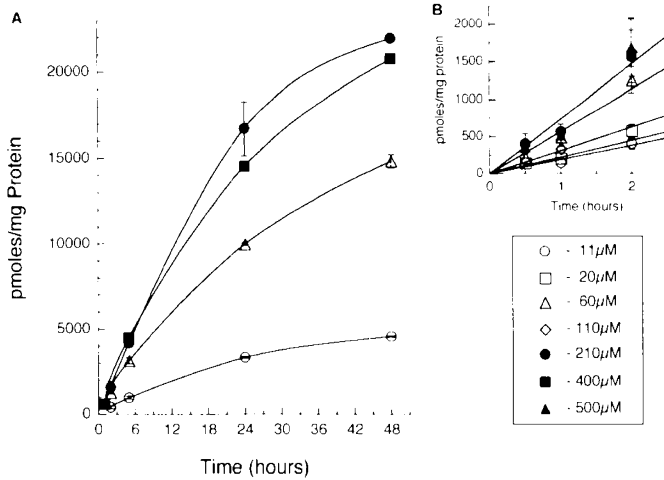 A
pmoles/mg Protein
20000
15000
10000
5000
0
0 6 12 18 24 30 36 42 48
Time (hours)
B
pmoles/mg protein
2000
1500
1000
500
0
0 1 2
Time (hours)
- 11µM
- 20µM
- 60µM
- 110µM
- 210µM
- 400µM
- 500µM